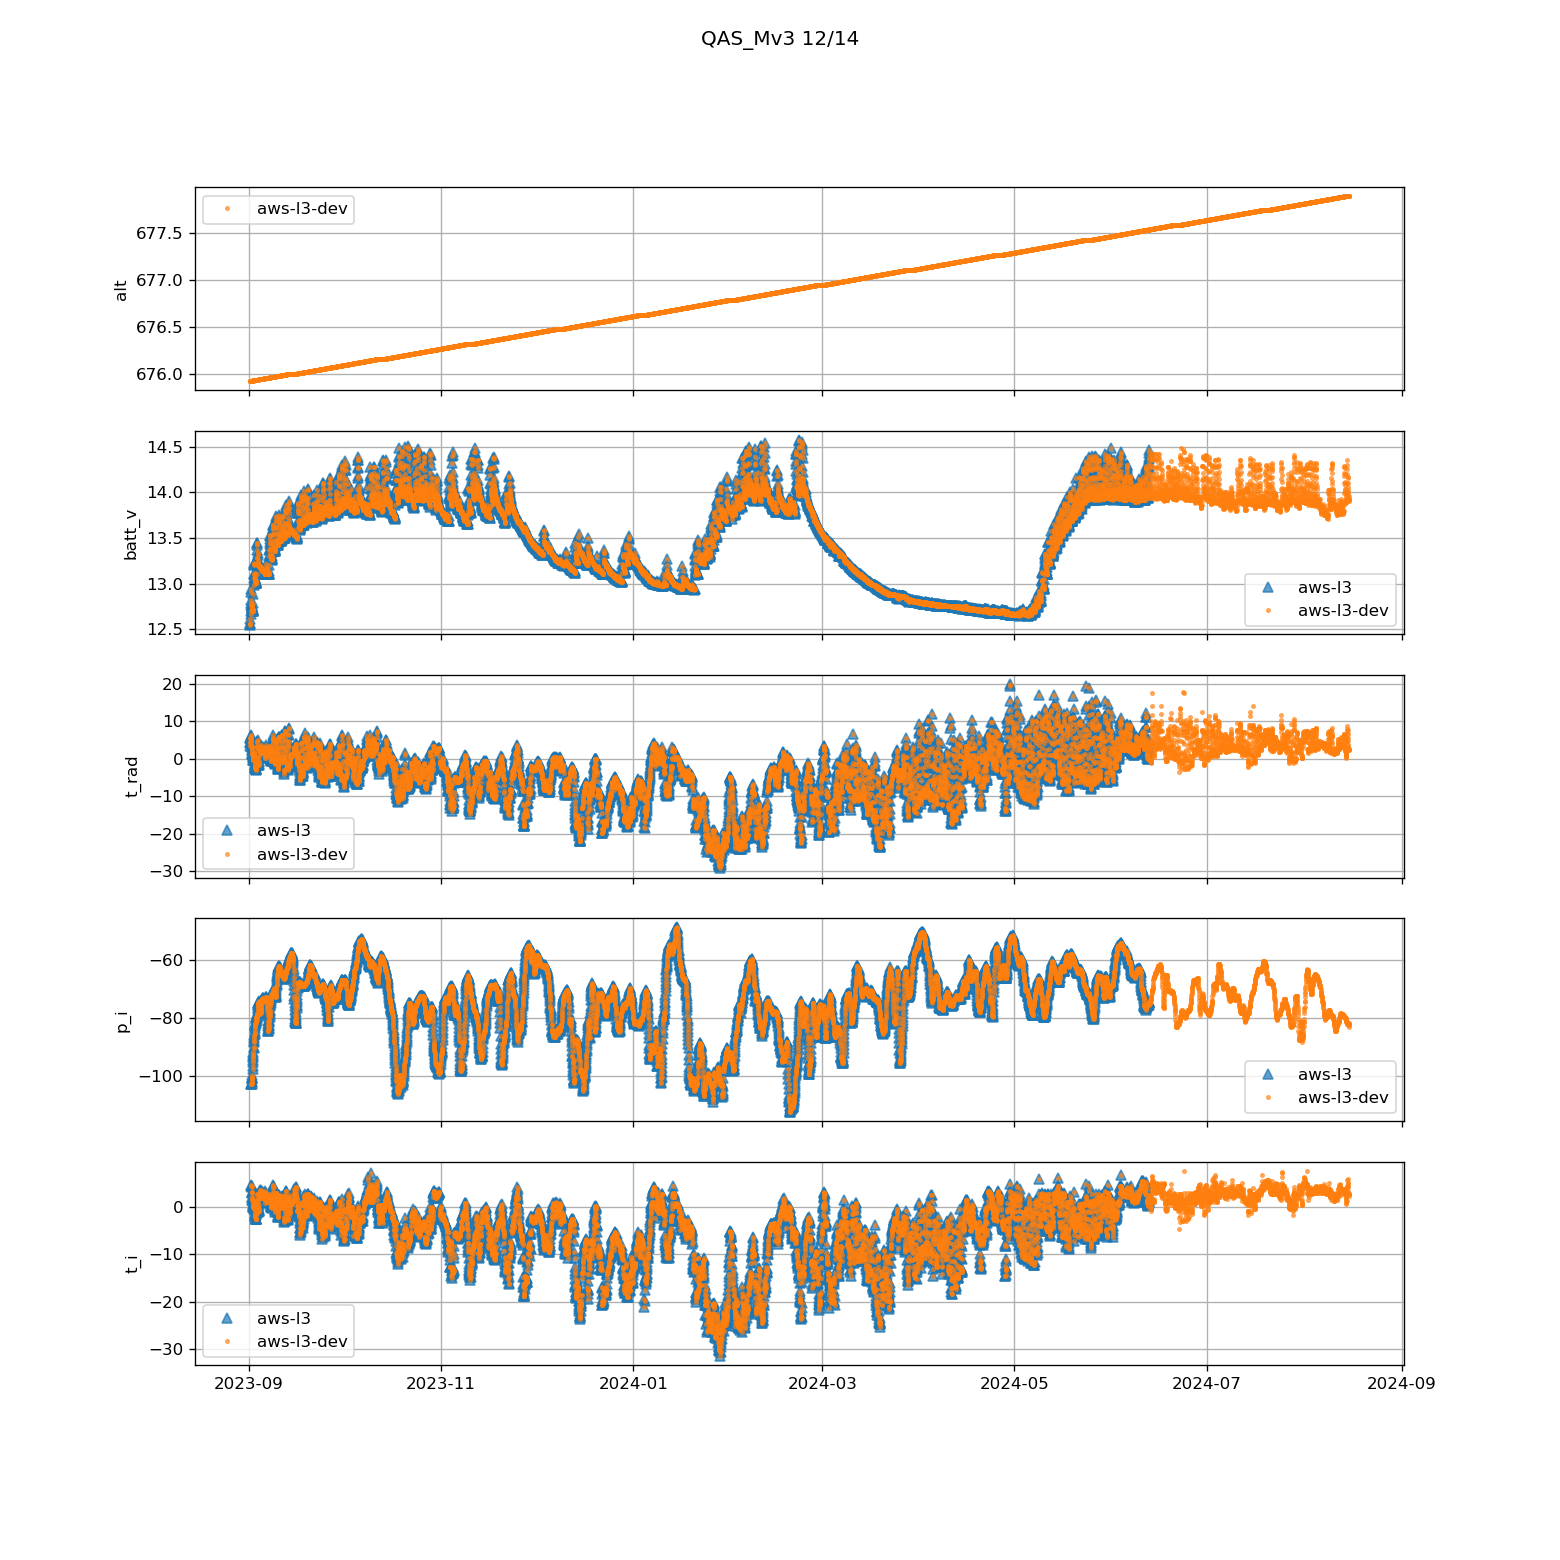 QAS_Mv3 12/14
aws-l3-dev
677.5
677.0
676.5
676.0
alt
14.5
14.0
13.5
13.0
12.5
batt_v
aws-l3
aws-l3-dev
20
10
0
−10
−20
−30
t_rad
aws-l3
aws-l3-dev
−60
−80
−100
p_i
aws-l3
aws-l3-dev
0
−10
−20
−30
t_i
aws-l3
aws-l3-dev
2023-09 2023-11 2024-01 2024-03 2024-05 2024-07 2024-09